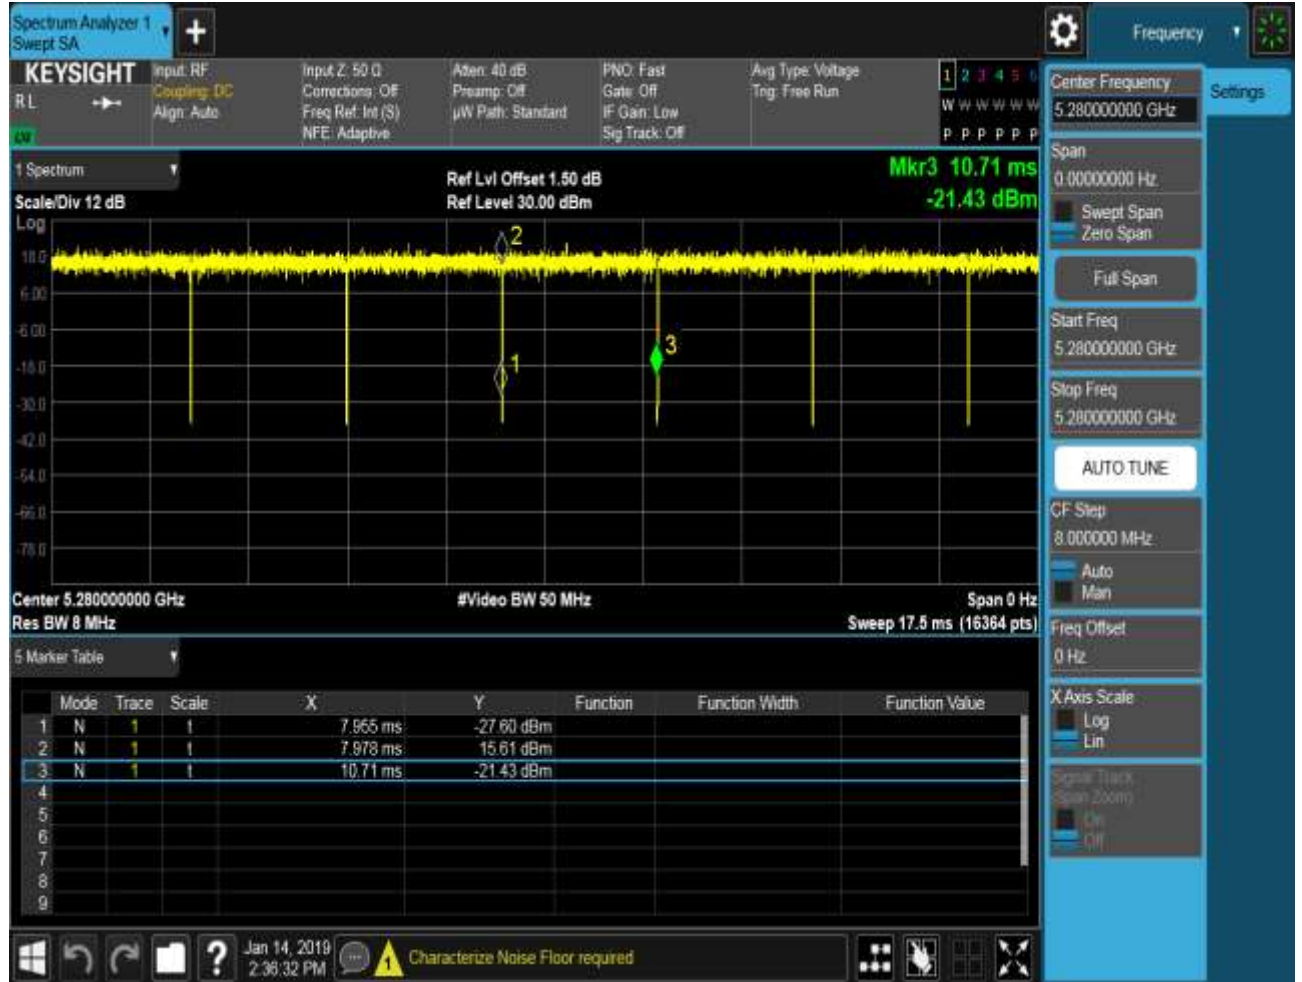 Spectrum Analyzer 1
Swept SA
Frequency
KEYSIGHT
RL
Input: RF
Coupling: DC
Align: Auto
Input Z: 50 Ω
Corrections: Off
Freq Ref: Int (S)
NFE: Adaptive
Atten: 40 dB
Preamp: Off
µW Path: Standard
PNO: Fast
Gate: Off
IF Gain: Low
Sig Track: Off
Avg Type: Voltage
Trig: Free Run
1 2 3 4 5 6
W W W W W W
P P P P P P
1 Spectrum
Scale/Div 12 dB
Ref Lvl Offset 1.50 dB
Ref Level 30.00 dBm
Mkr3 10.71 ms
-21.43 dBm
Log
18.0
6.00
-6.00
-18.0
-30.0
-42.0
-54.0
-66.0
-78.0
2
1
3
Center 5.280000000 GHz
#Video BW 50 MHz
Span 0 Hz
Res BW 8 MHz
Sweep 17.5 ms (16364 pts)
5 Marker Table
Mode Trace Scale X Y Function Function Width Function Value
1 N 1 t 7.955 ms -27.60 dBm
2 N 1 t 7.978 ms 15.61 dBm
3 N 1 t 10.71 ms -21.43 dBm
4
5
6
7
8
9
Jan 14, 2019
2:36:32 PM
1
Characterize Noise Floor required
Center Frequency
5.280000000 GHz
Settings
Span
0.00000000 Hz
Swept Span
Zero Span
Full Span
Start Freq
5.280000000 GHz
Stop Freq
5.280000000 GHz
AUTO TUNE
CF Step
8.000000 MHz
Auto
Man
Freq Offset
0 Hz
X Axis Scale
Log
Lin
Signal Track
(Span Zoom)
On
Off